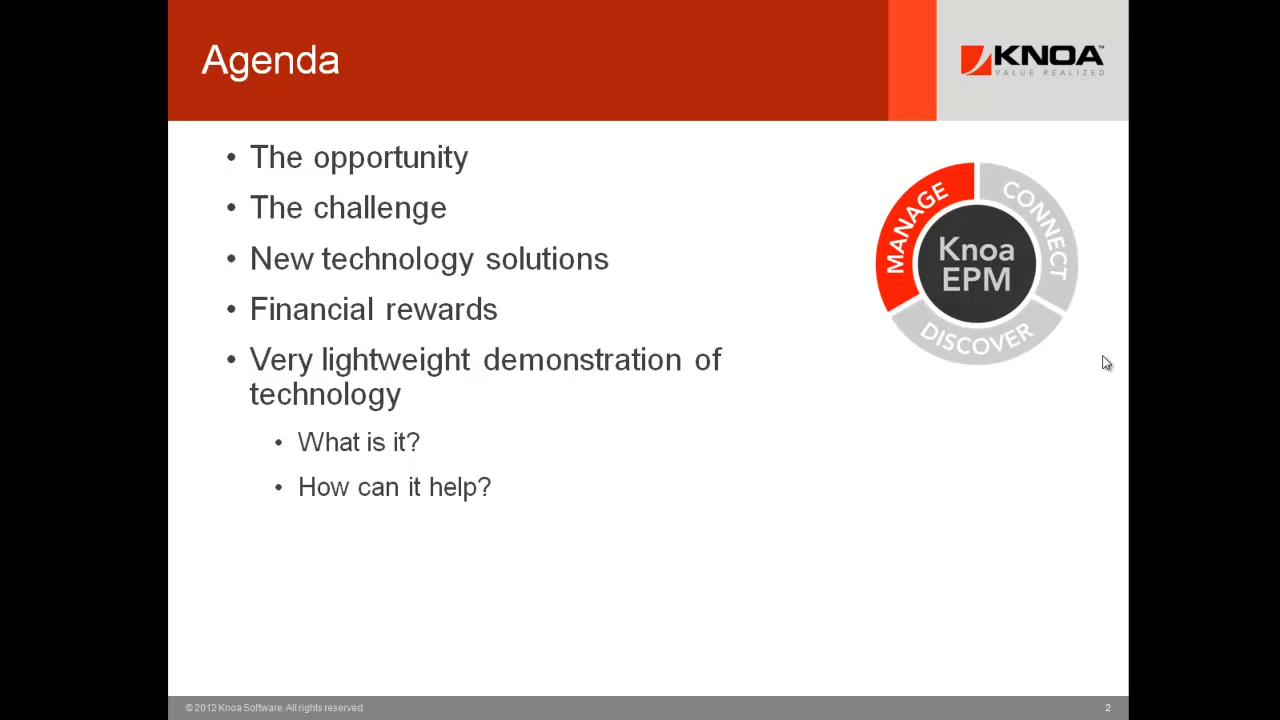 Agenda
KNOA™
VALUE REALIZED
• The opportunity
• The challenge
• New technology solutions
• Financial rewards
• Very lightweight demonstration of
technology
• What is it?
• How can it help?
MANAGE
CONNECT
Knoa
EPM
DISCOVER
© 2012 Knoa Software. All rights reserved.
2